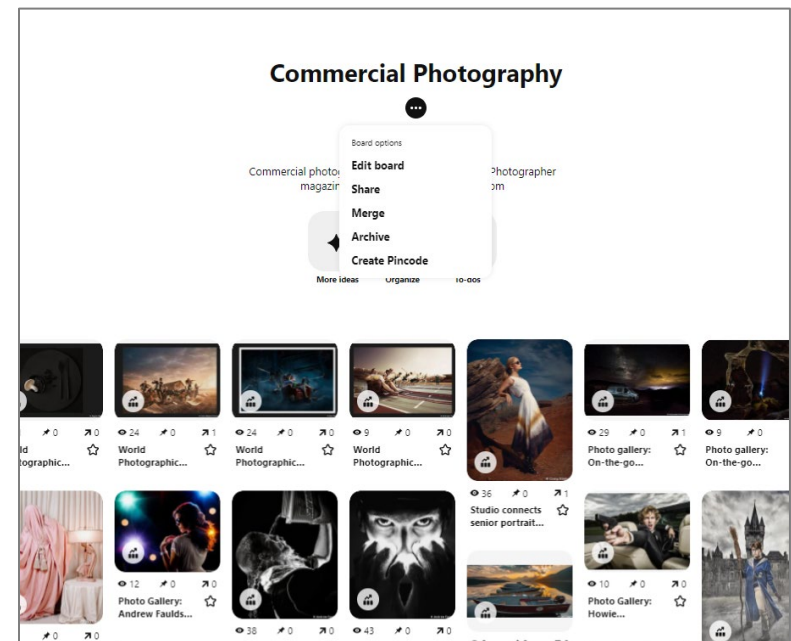 Commercial Photography
Board options
Edit board
Share
Merge
Archive
Create Pincode
Commercial photo
Photographer
magazin
om
More ideas
Organize
To-dos
0
24
0
0
24
0
0
9
0
0
29
0
1
9
0
World
Photographic...
World
Photographic...
World
Photographic...
Photo gallery:
On-the-go...
Photo gallery:
On-the-go...
36
0
1
Studio connects
senior portrait...
12
0
0
Photo Gallery:
Andrew Faulds...
10
0
0
Photo Gallery:
Howie...
0
0
38
0
0
43
0
0